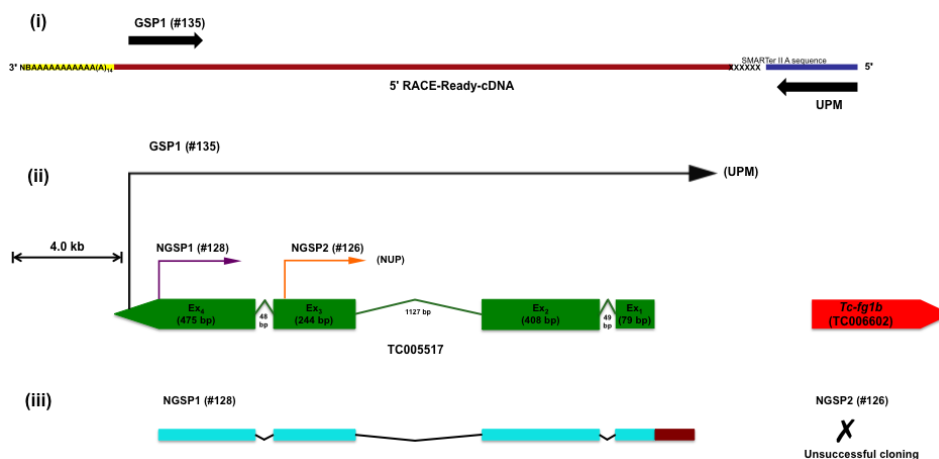 (i)
GSP1 (#135)
3' NBAAAAAAAAAAA(A)14
XXXXXX
SMARTer II A sequence
5'
5' RACE-Ready-cDNA
UPM
(ii)
GSP1 (#135)
(UPM)
4.0 kb
NGSP1 (#128)
NGSP2 (#126)
(NUP)
Ex4
(475 bp)
48
bp
Ex3
(244 bp)
1127 bp
Ex2
(408 bp)
49
bp
Ex1
(79 bp)
Tc-fg1b
(TC006602)
TC005517
(iii)
NGSP1 (#128)
NGSP2 (#126)
X
Unsuccessful cloning